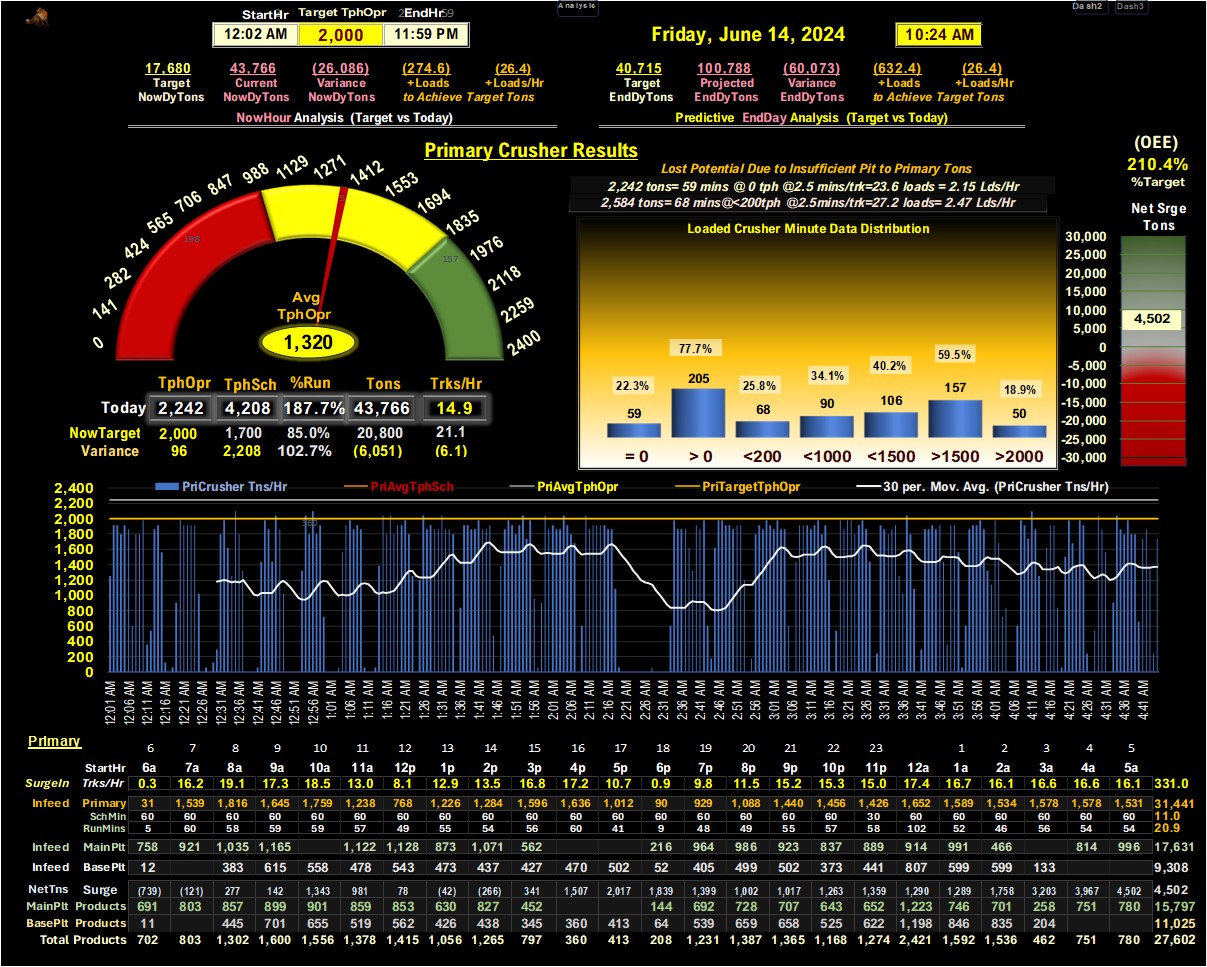 Analysis Dash2 Dash3
StartHr Target TphOpr EndHr
12:02 AM 2,000 11:59 PM Friday, June 14, 2024 10:24 AM
17,680 43,766 (26,086) (274.6) (26.4) 40,715 100,788 (60,073) (632.4) (26.4)
Target Current Variance +Loads +Loads/Hr Target Projected Variance +Loads +Loads/Hr
NowDyTons NowDyTons NowDyTons to Achieve Target Tons EndDyTons EndDyTons EndDyTons to Achieve Target Tons
NowHour Analysis (Target vs Today) Predictive EndDay Analysis (Target vs Today)
Primary Crusher Results
(OEE)
210.4%
%Target
Net Srge
Tons
Lost Potential Due to Insufficient Pit to Primary Tons
2,242 tons= 59 mins @ 0 tph @2.5 mins/trk=23.6 loads = 2.15 Lds/Hr
2,584 tons= 68 mins@<200tph @2.5mins/trk=27.2 loads= 2.47 Lds/Hr
0 141 282 424 565 706 847 988 1129 1271 1412 1553 1694 1835 1976 2118 2259 2400
198
157
Avg
TphOpr
1,320
Loaded Crusher Minute Data Distribution
22.3% 77.7% 25.8% 34.1% 40.2% 59.5% 18.9%
59 205 68 90 106 157 50
= 0 > 0 <200 <1000 <1500 >1500 >2000
30,000
25,000
20,000
15,000
10,000
5,000
0
-5,000
-10,000
-15,000
-20,000
-25,000
-30,000
4,502
TphOpr TphSch %Run Tons Trks/Hr
Today 2,242 4,208 187.7% 43,766 14.9
NowTarget 2,000 1,700 85.0% 20,800 21.1
Variance 96 2,208 102.7% (6,051) (6.1)
PriCrusher Tns/Hr PriAvgTphSch PriAvgTphOpr PriTargetTphOpr 30 per. Mov. Avg. (PriCrusher Tns/Hr)
2,400
2,200
2,000
1,800
1,600
1,400
1,200
1,000
800
600
400
200
0
12:01 AM 12:06 AM 12:11 AM 12:16 AM 12:21 AM 12:26 AM 12:31 AM 12:36 AM 12:41 AM 12:46 AM 12:51 AM 12:56 AM 1:01 AM 1:06 AM 1:11 AM 1:16 AM 1:21 AM 1:26 AM 1:31 AM 1:36 AM 1:41 AM 1:46 AM 1:51 AM 1:56 AM 2:01 AM 2:06 AM 2:11 AM 2:16 AM 2:21 AM 2:26 AM 2:31 AM 2:36 AM 2:41 AM 2:46 AM 2:51 AM 2:56 AM 3:01 AM 3:06 AM 3:11 AM 3:16 AM 3:21 AM 3:26 AM 3:31 AM 3:36 AM 3:41 AM 3:46 AM 3:51 AM 3:56 AM 4:01 AM 4:06 AM 4:11 AM 4:16 AM 4:21 AM 4:26 AM 4:31 AM 4:36 AM 4:41 AM
Primary 6 7 8 9 10 11 12 13 14 15 16 17 18 19 20 21 22 23 1 2 3 4 5
StartHr 6a 7a 8a 9a 10a 11a 12p 1p 2p 3p 4p 5p 6p 7p 8p 9p 10p 11p 12a 1a 2a 3a 4a 5a
SurgeIn Trks/Hr 0.3 16.2 19.1 17.3 18.5 13.0 8.1 12.9 13.5 16.8 17.2 10.7 0.9 9.8 11.5 15.2 15.3 15.0 17.4 16.7 16.1 16.6 16.6 16.1 331.0
Infeed Primary 31 1,539 1,816 1,645 1,759 1,238 768 1,226 1,284 1,596 1,636 1,012 90 929 1,088 1,440 1,456 1,426 1,652 1,589 1,534 1,578 1,578 1,531 31,441
SchMin 60 60 60 60 60 60 60 60 60 60 60 60 60 60 60 60 60 30 60 60 60 60 60 60 11.0
RunMins 5 60 58 59 59 57 49 55 54 56 60 41 9 48 49 55 57 58 102 52 46 56 54 54 20.9
Infeed MainPlt 758 921 1,035 1,165 1,122 1,128 873 1,071 562 216 964 986 923 837 889 914 991 466 814 996 17,631
Infeed BasePlt 12 383 615 558 478 543 473 437 427 470 502 52 405 499 502 373 441 807 599 599 133 9,308
NetTns Surge (739) (121) 277 142 1,343 981 78 (42) (266) 341 1,507 2,017 1,839 1,399 1,002 1,017 1,263 1,359 1,290 1,289 1,758 3,203 3,967 4,502 4,502
MainPlt Products 691 803 857 899 901 859 853 630 827 452 144 692 728 707 643 652 1,223 746 701 258 751 780 15,797
BasePlt Products 11 445 701 655 519 562 426 438 345 360 413 64 539 659 658 525 622 1,198 846 835 204 11,025
Total Products 702 803 1,302 1,600 1,556 1,378 1,415 1,056 1,265 797 360 413 208 1,231 1,387 1,365 1,168 1,274 2,421 1,592 1,536 462 751 780 27,602